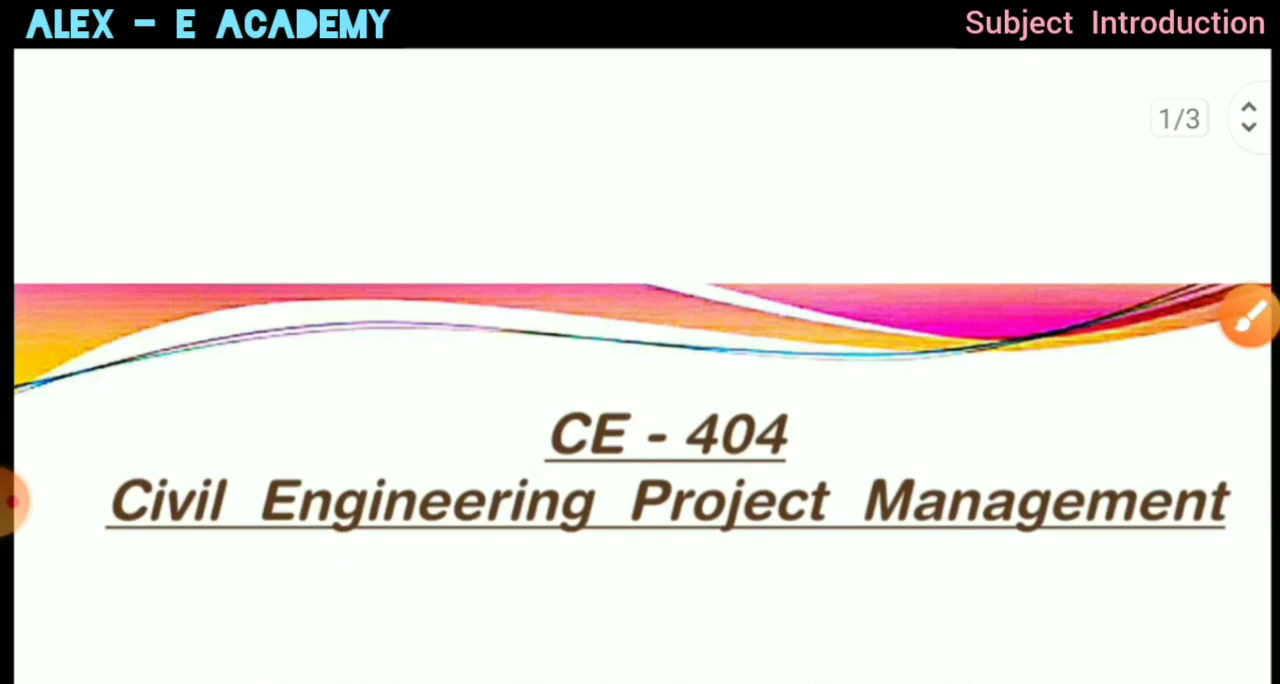 ALEX - E ACADEMY
Subject Introduction
1/3
CE - 404
Civil Engineering Project Management